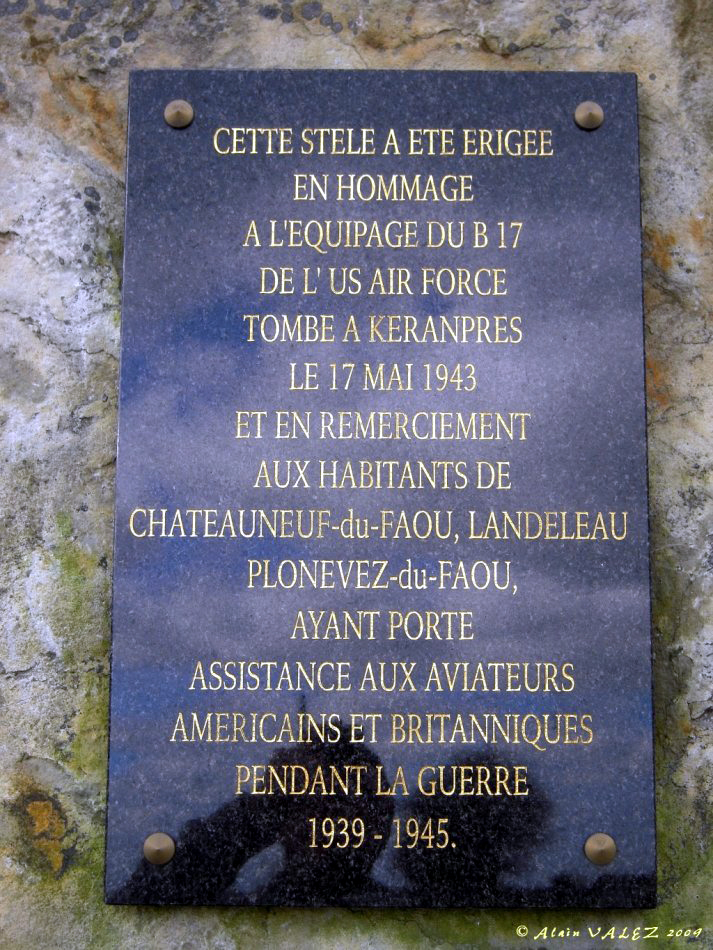 CETTE STELE A ETE ERIGEE
EN HOMMAGE
A L'EQUIPAGE DU B 17
DE L' US AIR FORCE
TOMBE A KERANPRES
LE 17 MAI 1943
ET EN REMERCIEMENT
AUX HABITANTS DE
CHATEAUNEUF-du-FAOU, LANDELEAU
PLONEVEZ-du-FAOU,
AYANT PORTE
ASSISTANCE AUX AVIATEURS
AMERICAINS ET BRITANNIQUES
PENDANT LA GUERRE
1939 - 1945.
© Alain VALEZ 2009